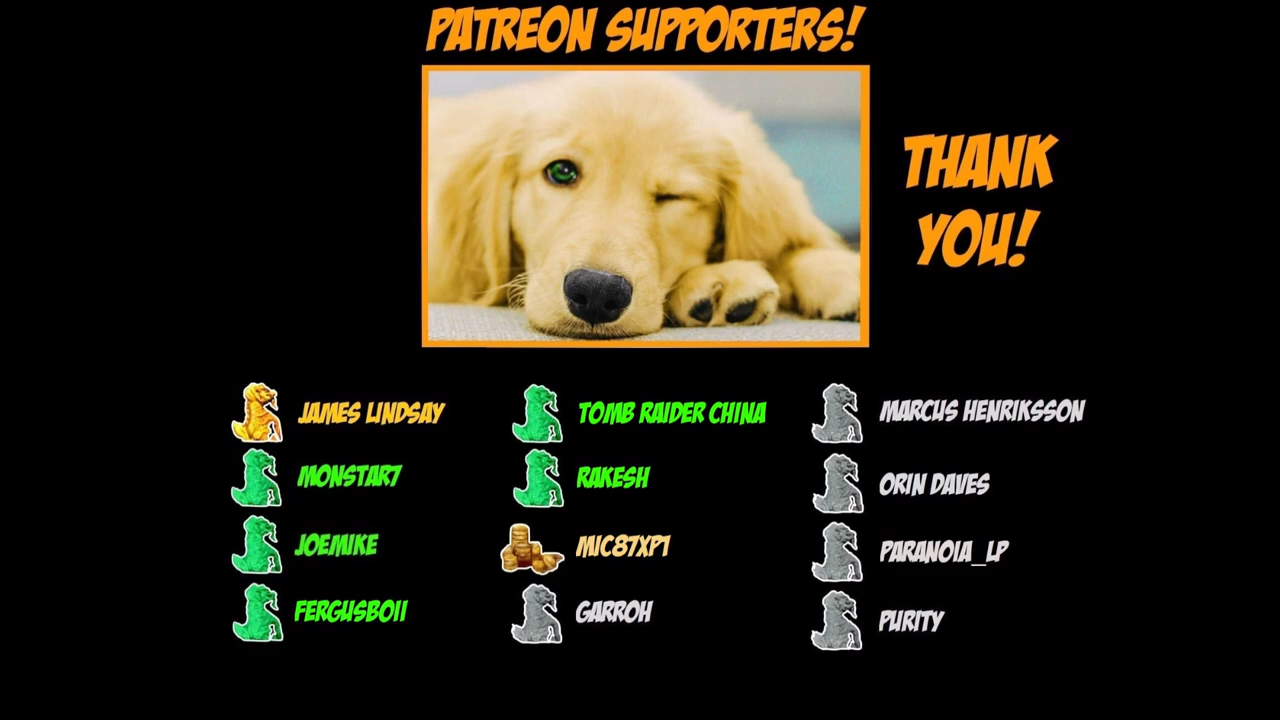 PATREON SUPPORTERS!
THANK
YOU!
JAMES LINDSAY
MONSTAR7
JOEMIKE
FERGUSBOII
TOMB RAIDER CHINA
RAKESH
MIC87XP1
GARROH
MARCUS HENRIKSSON
ORIN DAVES
PARANOIA_LP
PURITY